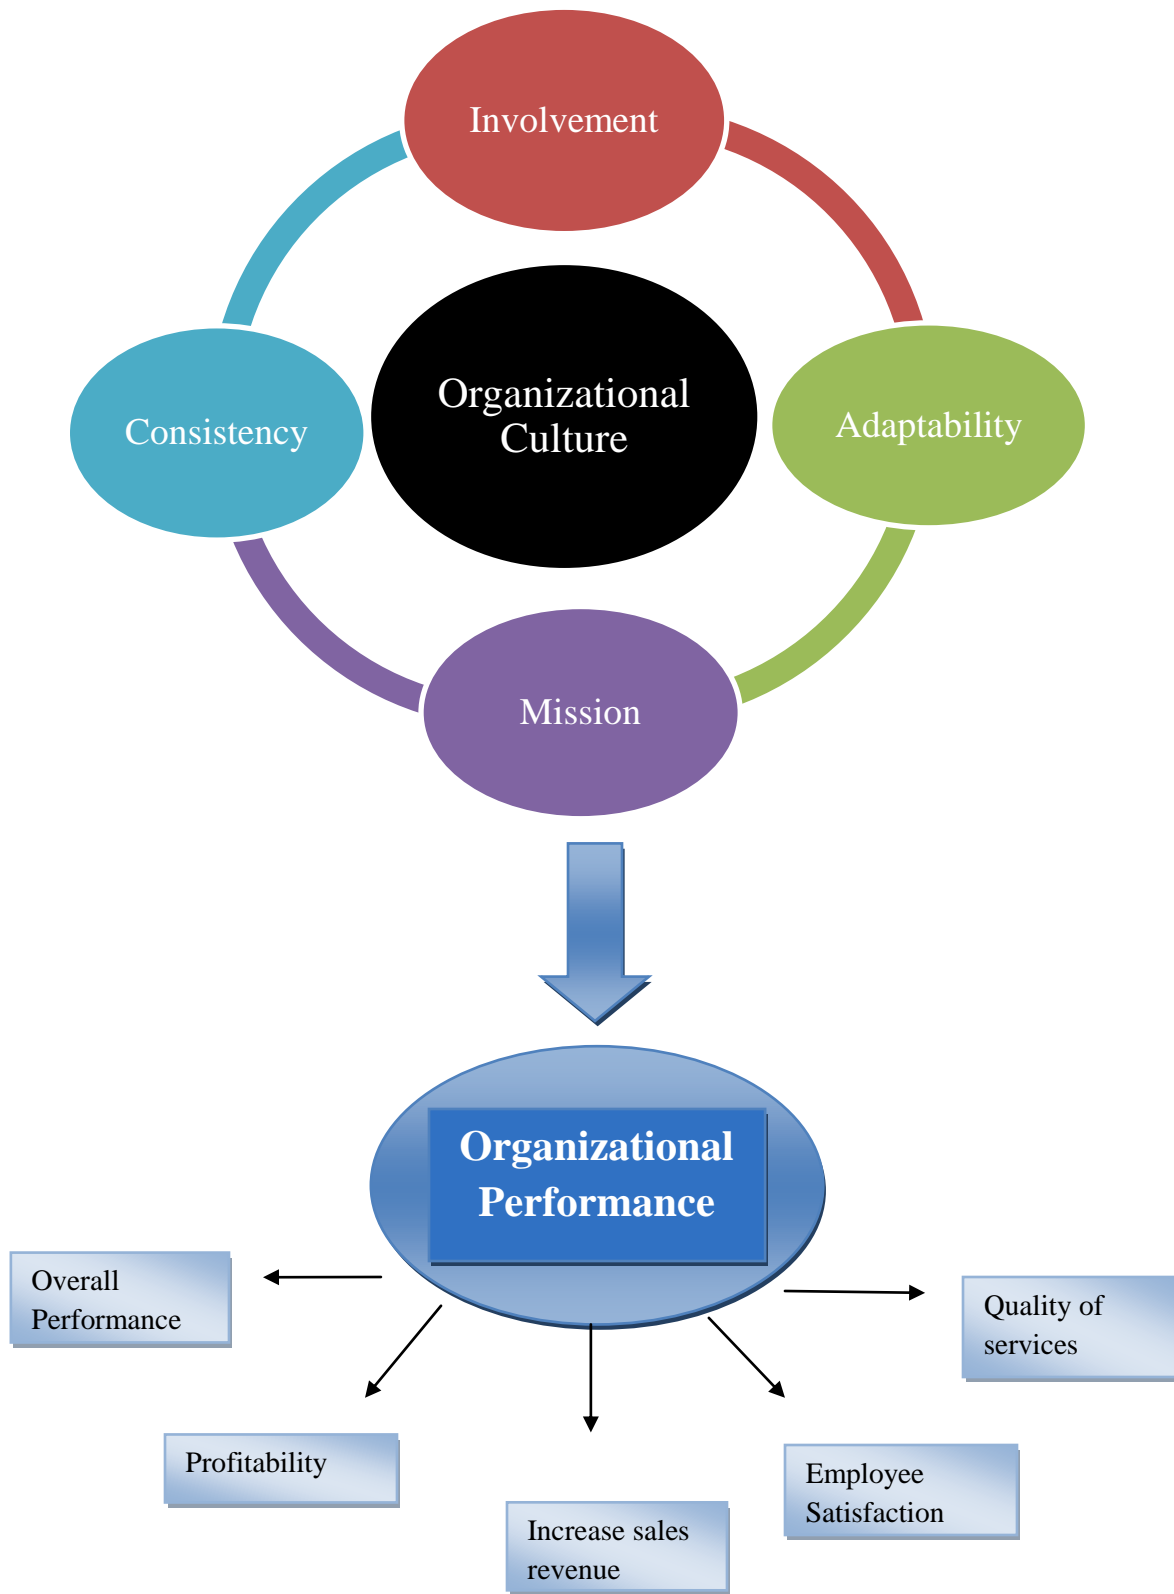 Involvement
Consistency
Organizational
Culture
Adaptability
Mission
Organizational
Performance
Overall
Performance
Quality of
services
Profitability
Employee
Satisfaction
Increase sales
revenue